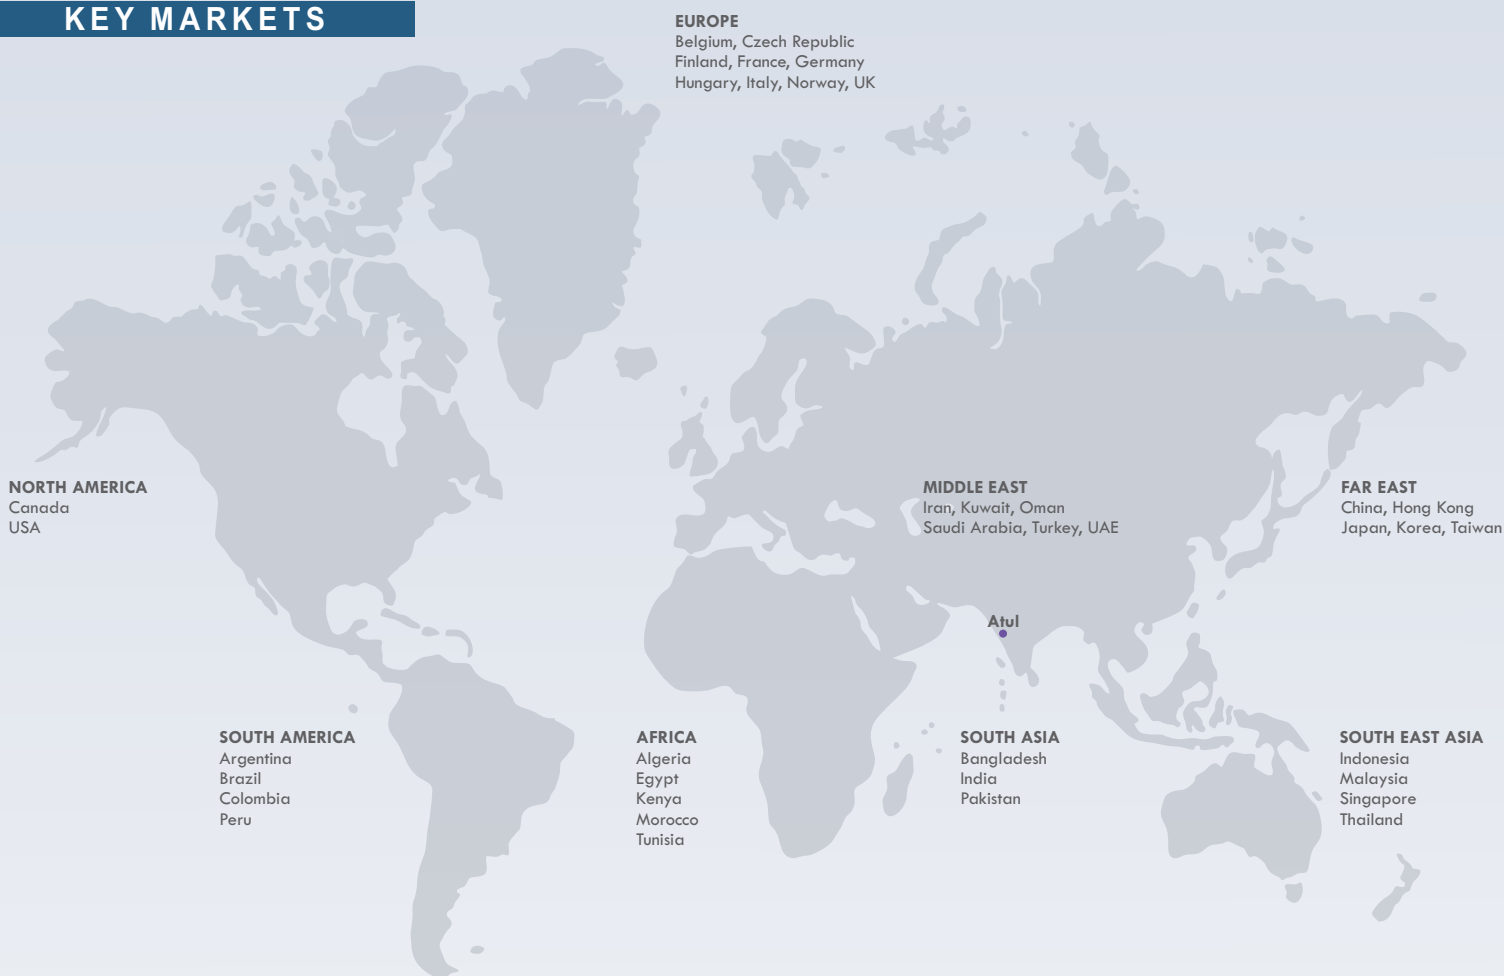 KEY MARKETS
EUROPE
Belgium, Czech Republic
Finland, France, Germany
Hungary, Italy, Norway, UK
NORTH AMERICA
Canada
USA
MIDDLE EAST
Iran, Kuwait, Oman
Saudi Arabia, Turkey, UAE
FAR EAST
China, Hong Kong
Japan, Korea, Taiwan
Atul
SOUTH AMERICA
Argentina
Brazil
Colombia
Peru
AFRICA
Algeria
Egypt
Kenya
Morocco
Tunisia
SOUTH ASIA
Bangladesh
India
Pakistan
SOUTH EAST ASIA
Indonesia
Malaysia
Singapore
Thailand